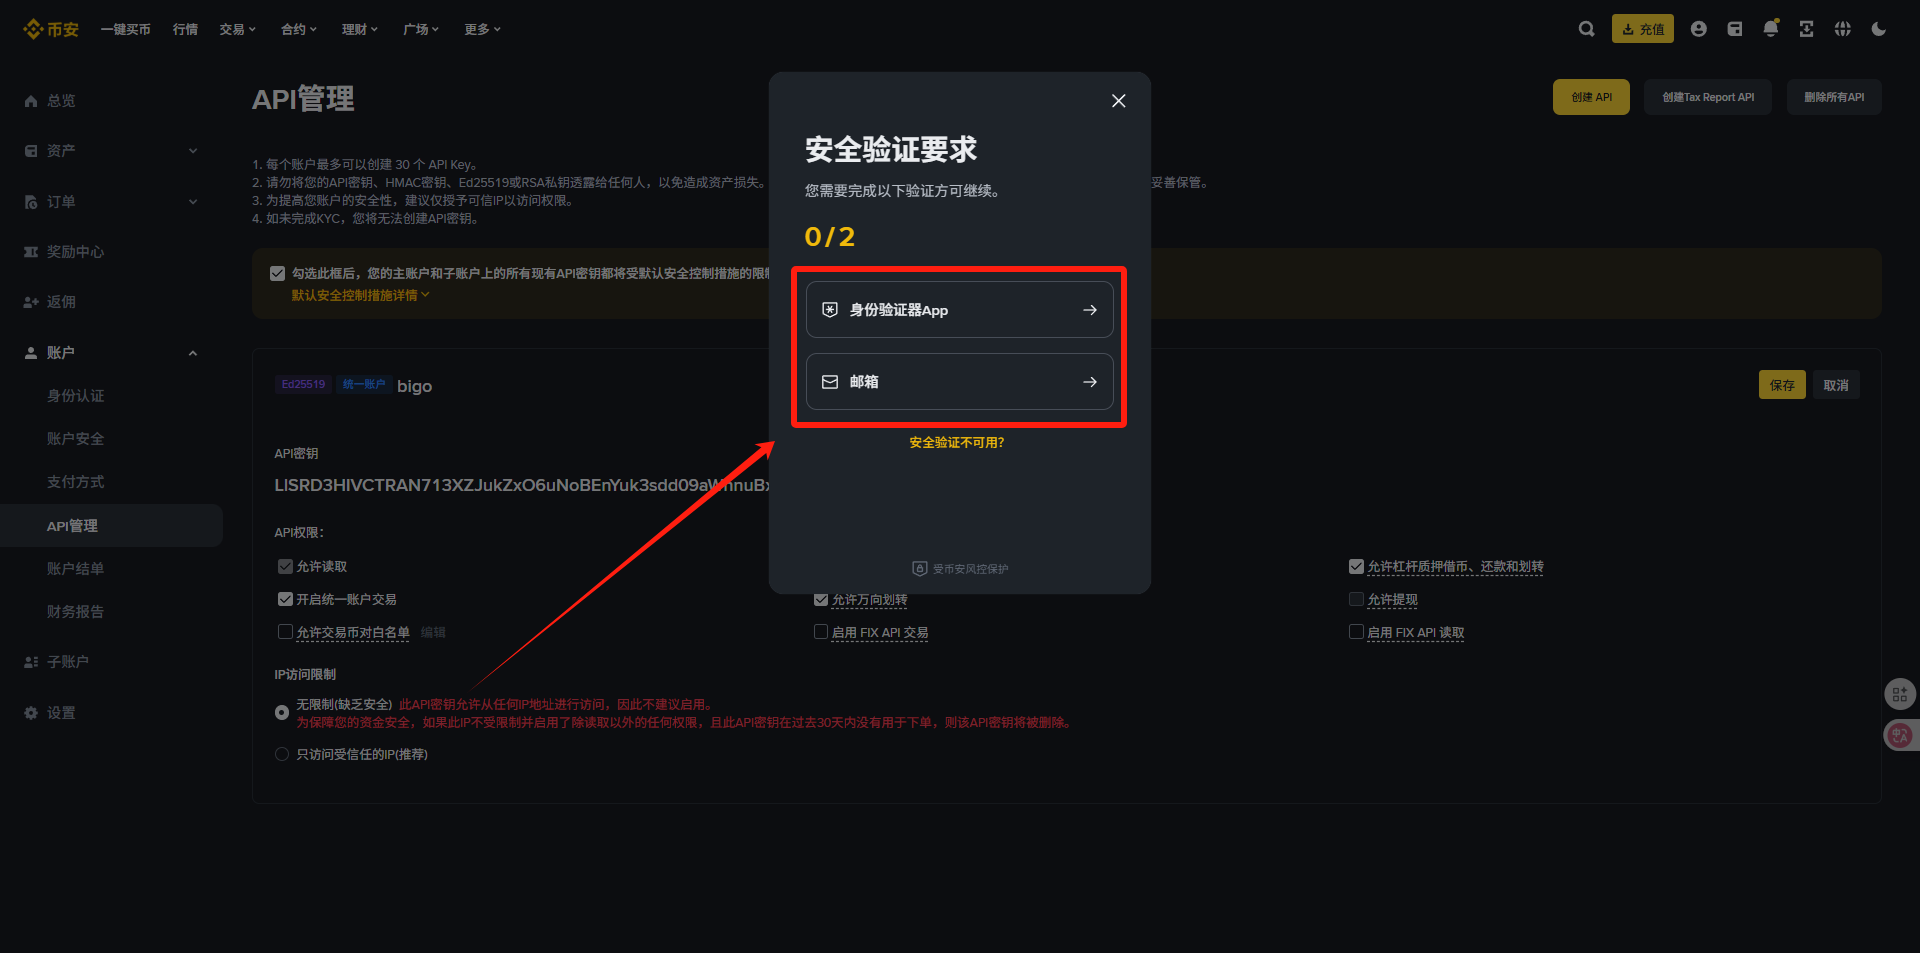 币安
一键买币
行情
交易
合约
理财
广场
更多
充值
总览
资产
订单
奖励中心
返佣
账户
身份认证
账户安全
支付方式
API管理
账户结单
财务报告
子账户
设置
API管理
创建 API
创建Tax Report API
删除所有API
1. 每个账户最多可以创建 30 个 API Key。
2. 请勿将您的API密钥、HMAC密钥、Ed25519或RSA私钥透露给任何人，以免造成资产损失。
妥善保管。
3. 为提高您账户的安全性，建议仅授予可信IP以访问权限。
4. 如未完成KYC，您将无法创建API密钥。
勾选此框后，您的主账户和子账户上的所有现有API密钥都将受默认安全控制措施的限制
默认安全控制措施详情
Ed25519
统一账户
bigo
保存
取消
API密钥
API权限：
允许读取
允许杠杆质押借币、还款和划转
开启统一账户交易
允许万向划转
允许提现
允许交易币对白名单
编辑
启用 FIX API 交易
启用 FIX API 读取
IP访问限制
无限制(缺乏安全) 此API密钥允许从任何IP地址进行访问，因此不建议启用。
为保障您的资金安全，如果此IP不受限制并启用了除读取以外的任何权限，且此API密钥在过去30天内没有用于下单，则该API密钥将被删除。
只访问受信任的IP(推荐)
安全验证要求
您需要完成以下验证方可继续。
0/2
身份验证器App
邮箱
安全验证不可用?
受币安风控保护